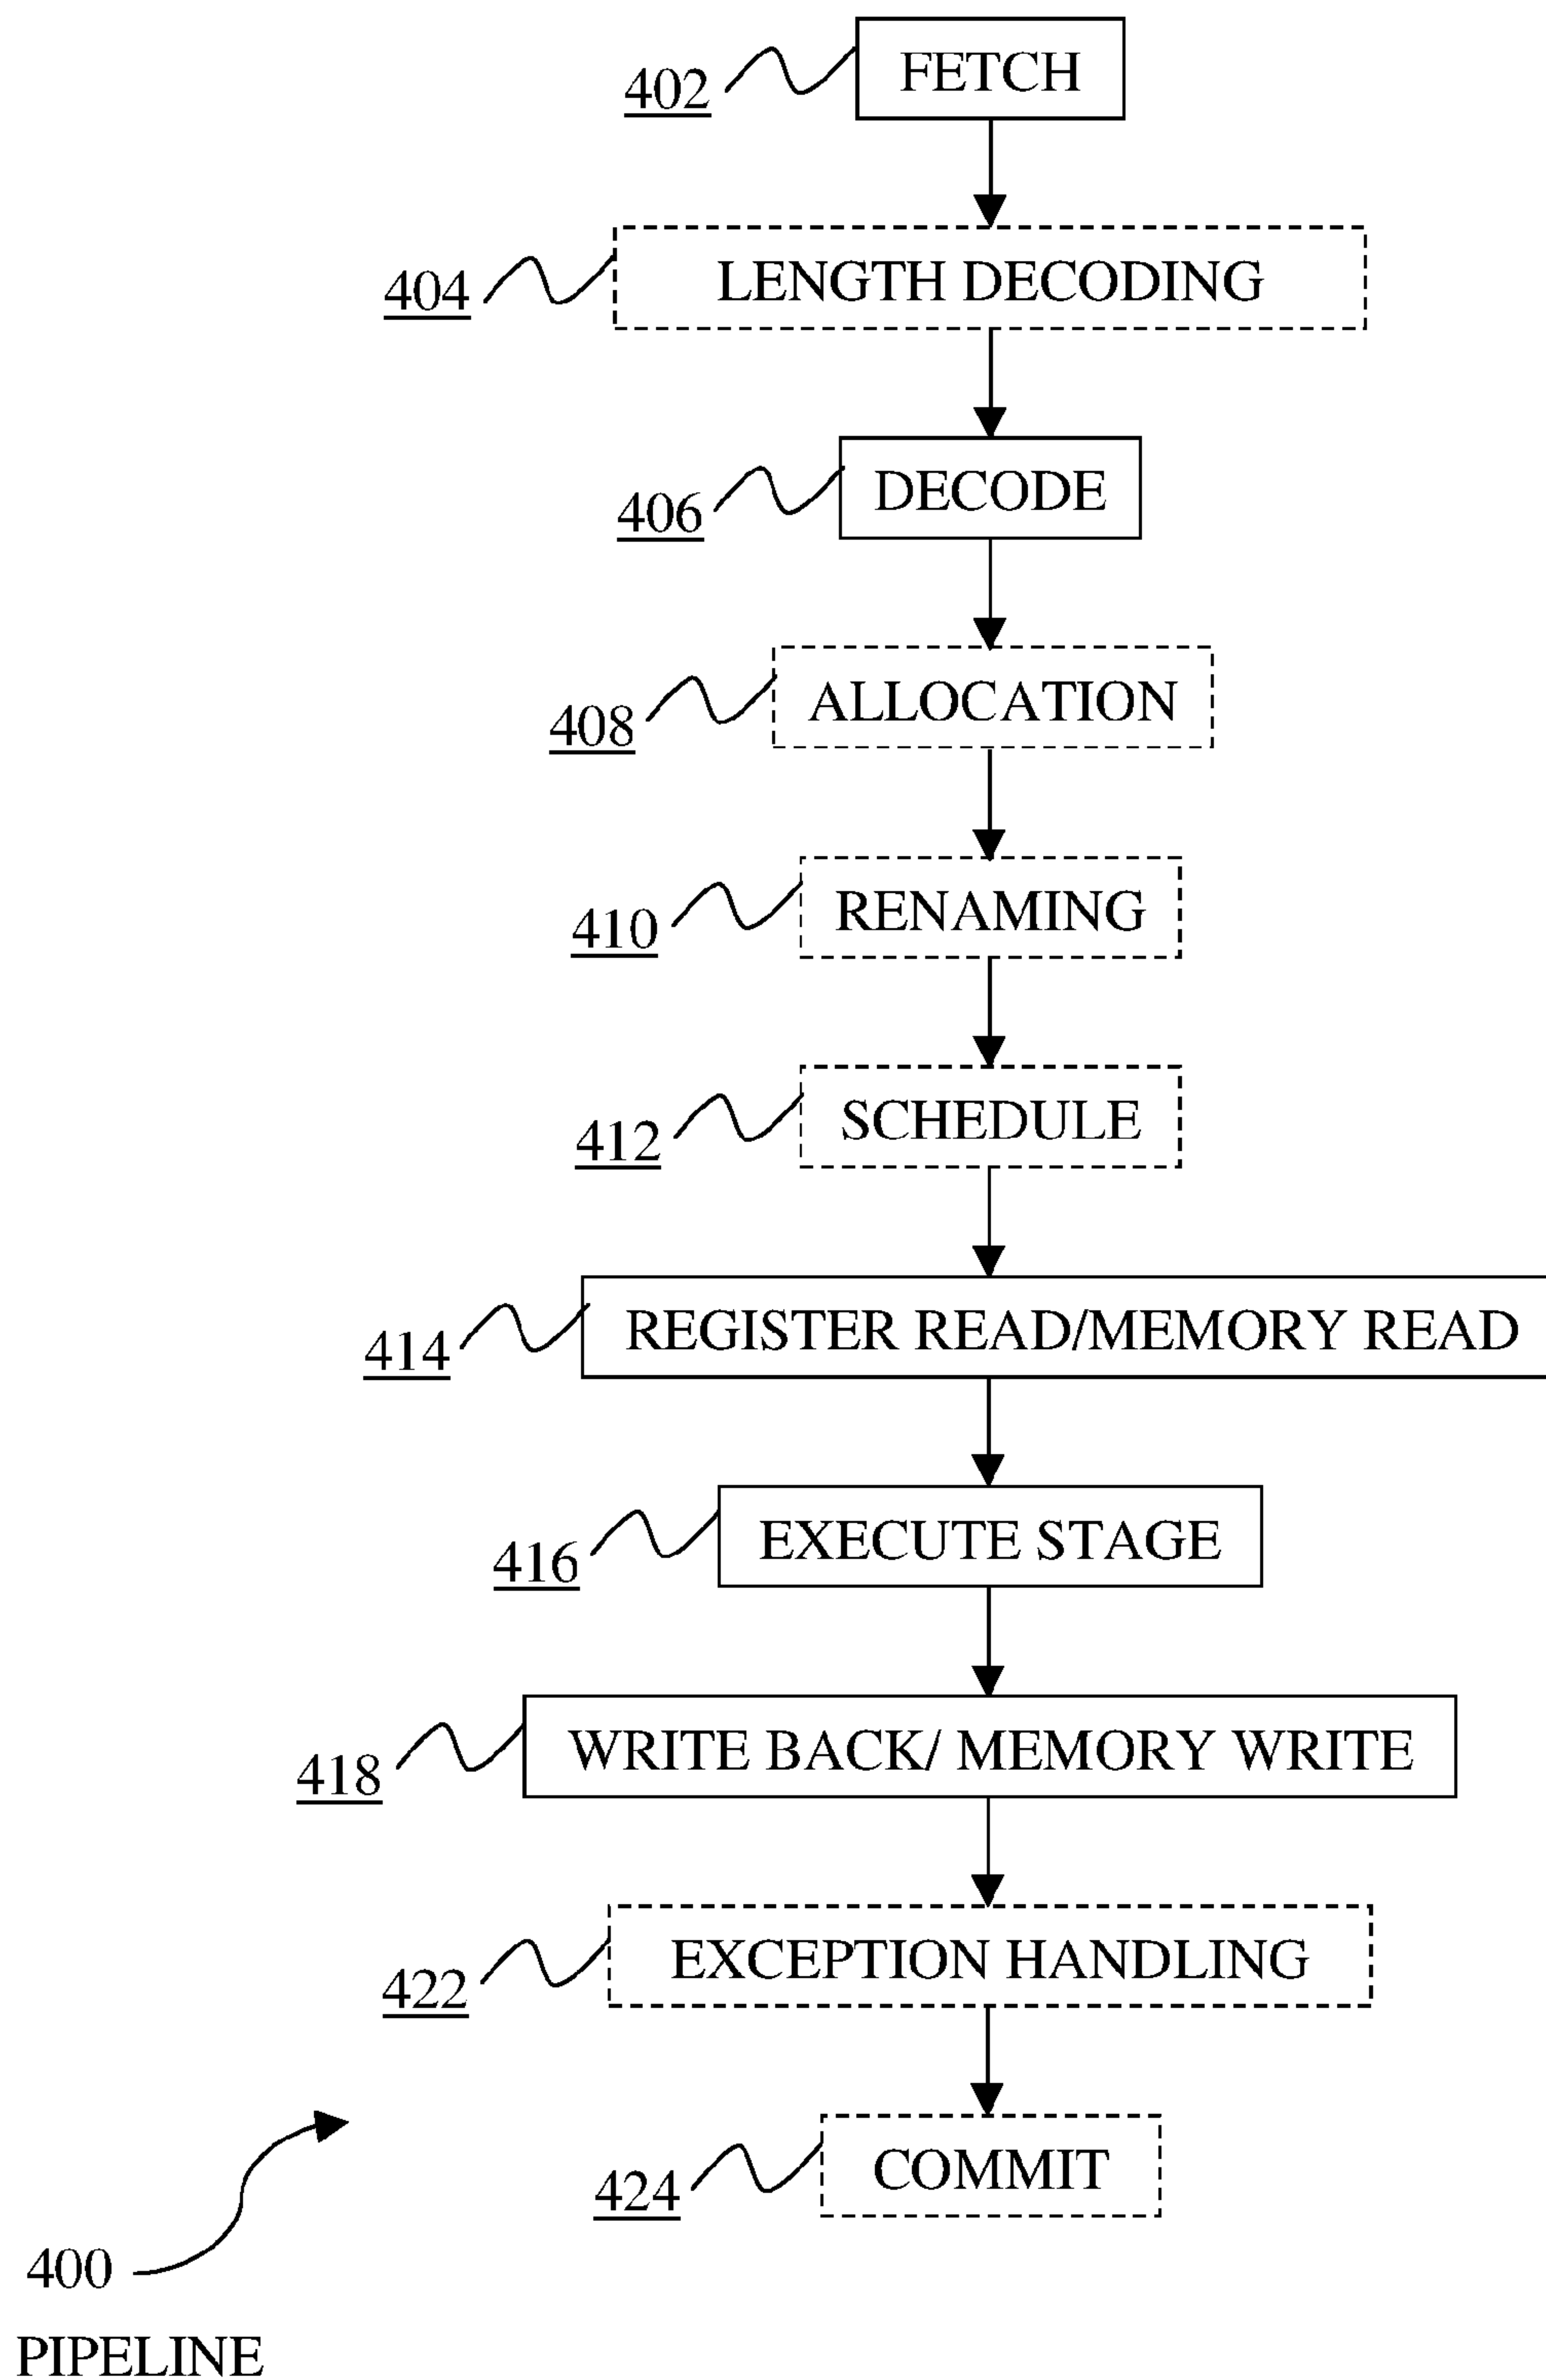 402 FETCH
404 LENGTH DECODING
406 DECODE
408 ALLOCATION
410 RENAMING
412 SCHEDULE
414 REGISTER READ/MEMORY READ
416 EXECUTE STAGE
418 WRITE BACK/ MEMORY WRITE
422 EXCEPTION HANDLING
424 COMMIT
400
PIPELINE